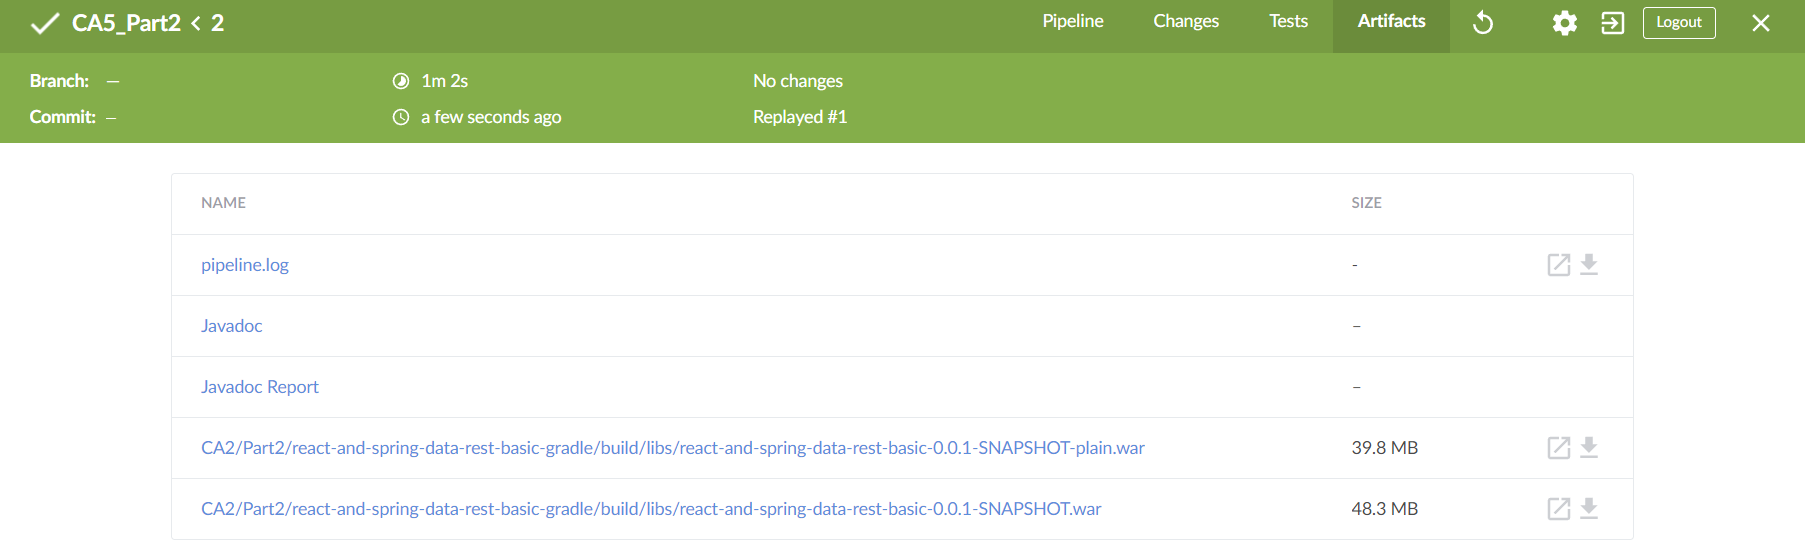 CA5_Part2 < 2 Pipeline Changes Tests Artifacts Logout
Branch: — 1m 2s No changes
Commit: – a few seconds ago Replayed #1
NAME SIZE
pipeline.log -
Javadoc –
Javadoc Report –
CA2/Part2/react-and-spring-data-rest-basic-gradle/build/libs/react-and-spring-data-rest-basic-0.0.1-SNAPSHOT-plain.war 39.8 MB
CA2/Part2/react-and-spring-data-rest-basic-gradle/build/libs/react-and-spring-data-rest-basic-0.0.1-SNAPSHOT.war 48.3 MB